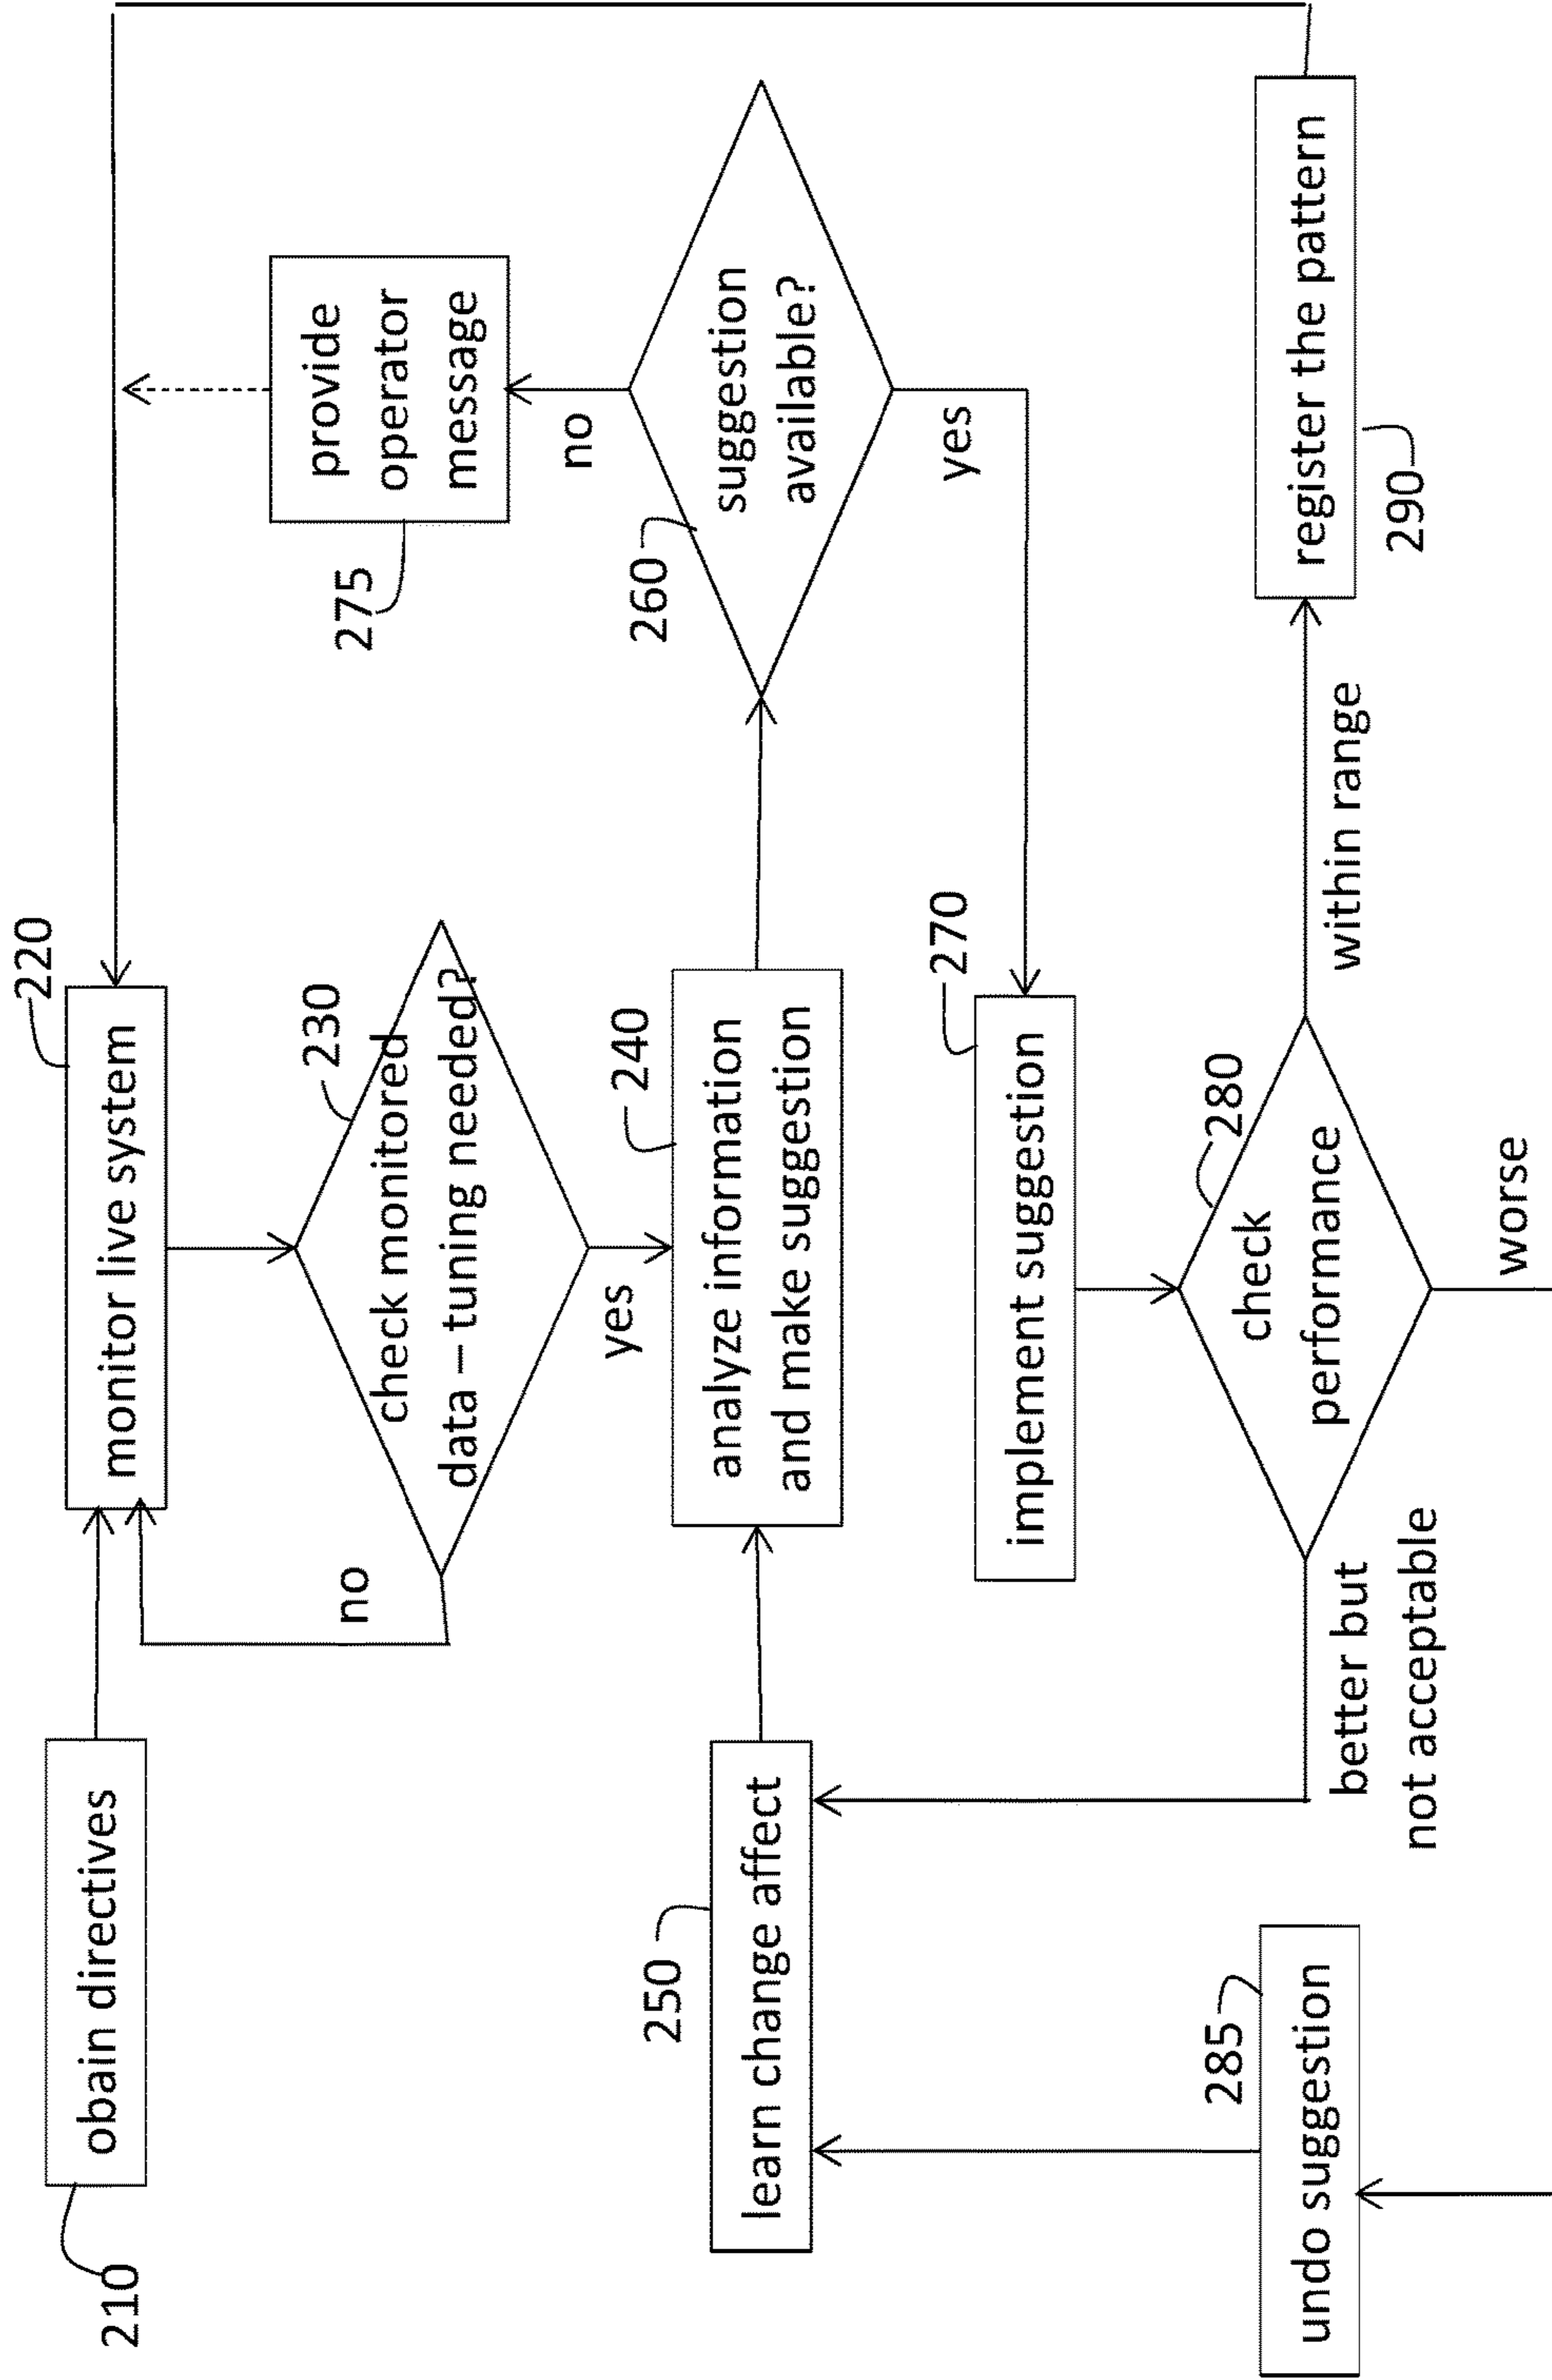 210
obain directives
220
monitor live system
no
230
check monitored
data – tuning needed?
yes
275
provide
operator
message
no
250
learn change affect
240
analyze information
and make suggestion
260
suggestion
available?
yes
270
implement suggestion
285
undo suggestion
280
check
performance
better but
not acceptable
within range
worse
register the pattern
290